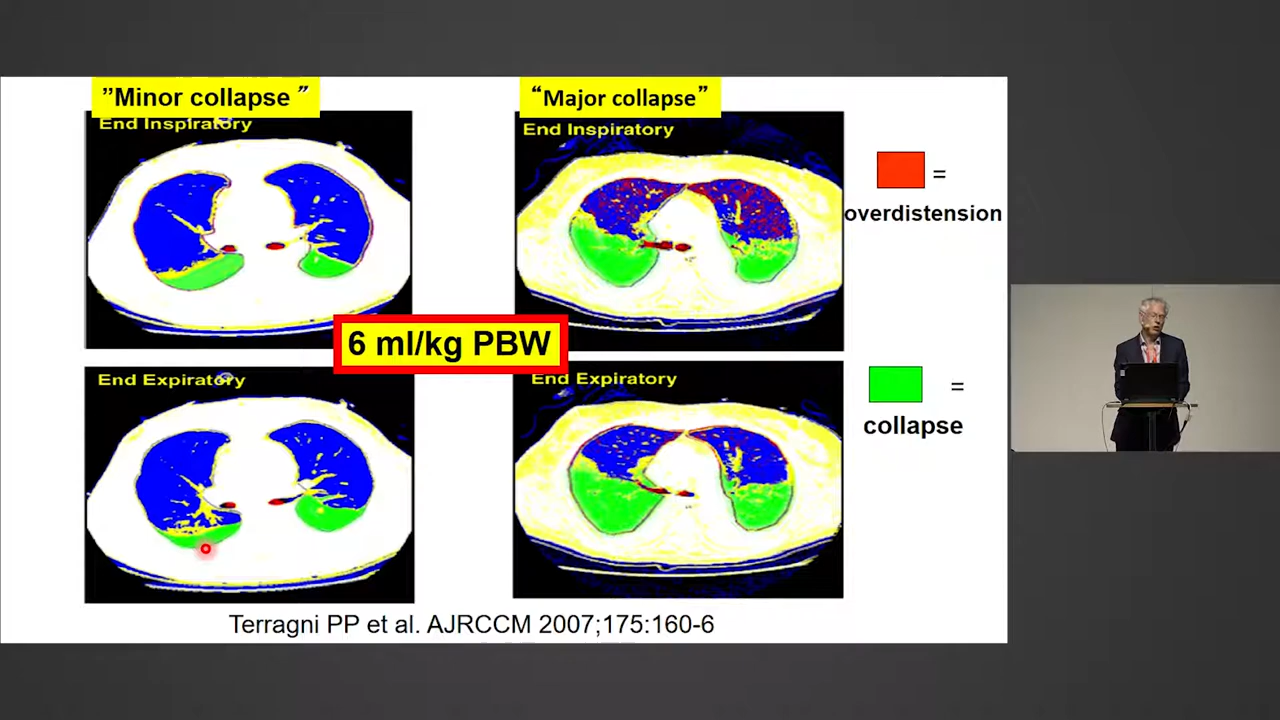 ”Minor collapse ”
End Inspiratory
“Major collapse”
End Inspiratory
=
overdistension
6 ml/kg PBW
End Expiratory
End Expiratory
=
collapse
Terragni PP et al. AJRCCM 2007;175:160-6